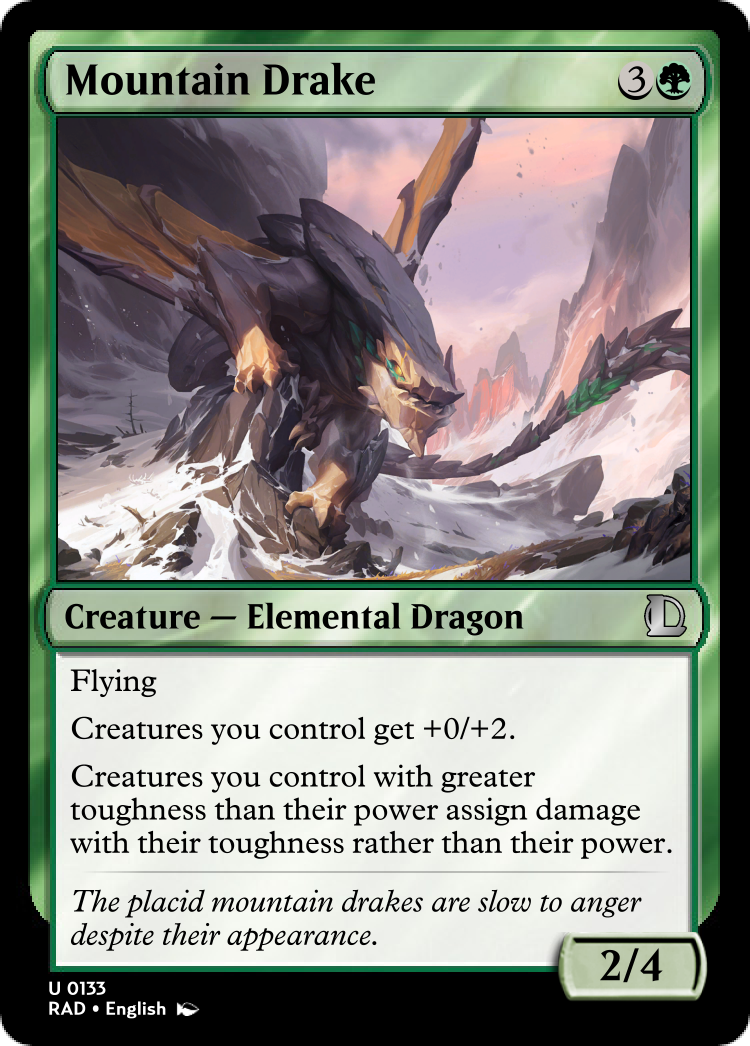 Mountain Drake
3
Creature — Elemental Dragon
Flying
Creatures you control get +0/+2.
Creatures you control with greater
toughness than their power assign damage
with their toughness rather than their power.
The placid mountain drakes are slow to anger
despite their appearance.
2/4
U 0133
RAD • English